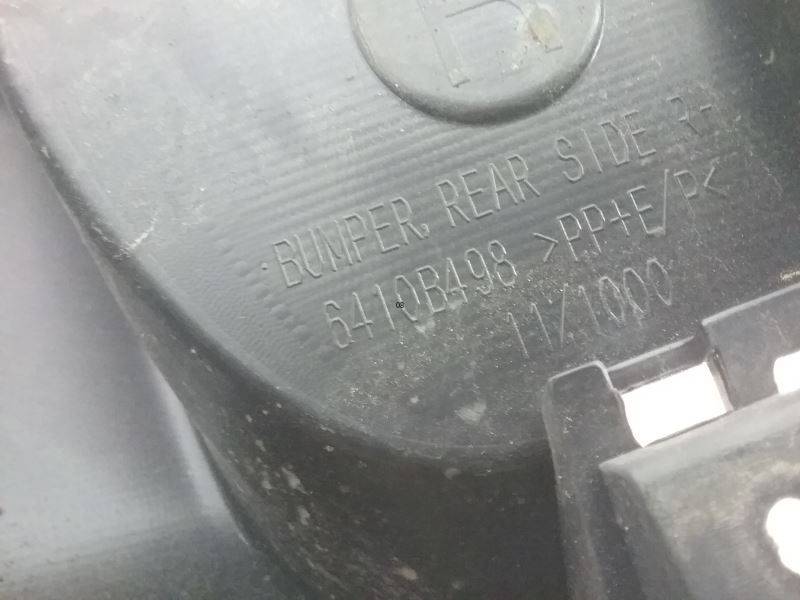 R
BUMPER, REAR SIDE R-
6410B498 >PP+E/P<
11/1000